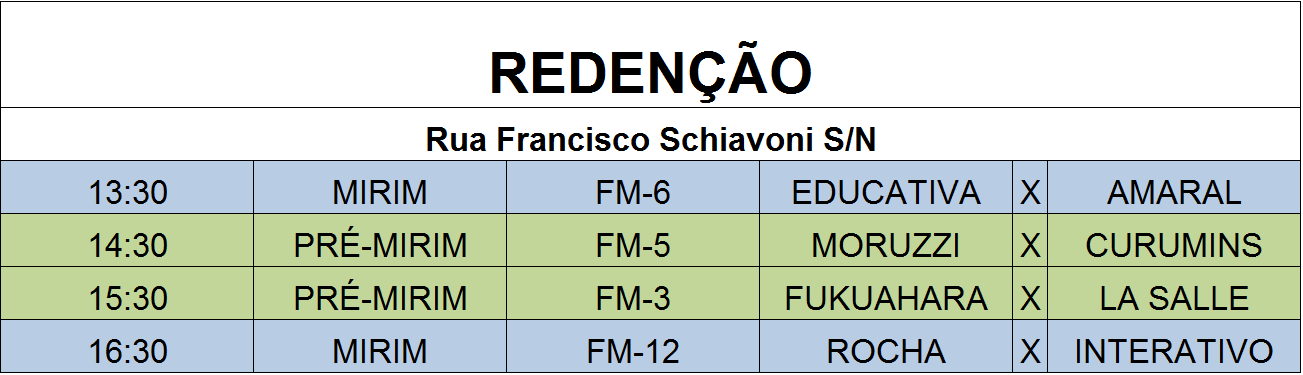 REDENÇÃO
Rua Francisco Schiavoni S/N
13:30 MIRIM FM-6 EDUCATIVA X AMARAL
14:30 PRÉ-MIRIM FM-5 MORUZZI X CURUMINS
15:30 PRÉ-MIRIM FM-3 FUKUAHARA X LA SALLE
16:30 MIRIM FM-12 ROCHA X INTERATIVO